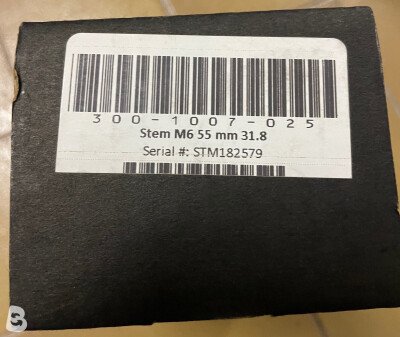 300-1007-025
Stem M6 55 mm 31.8
Serial #: STM182579